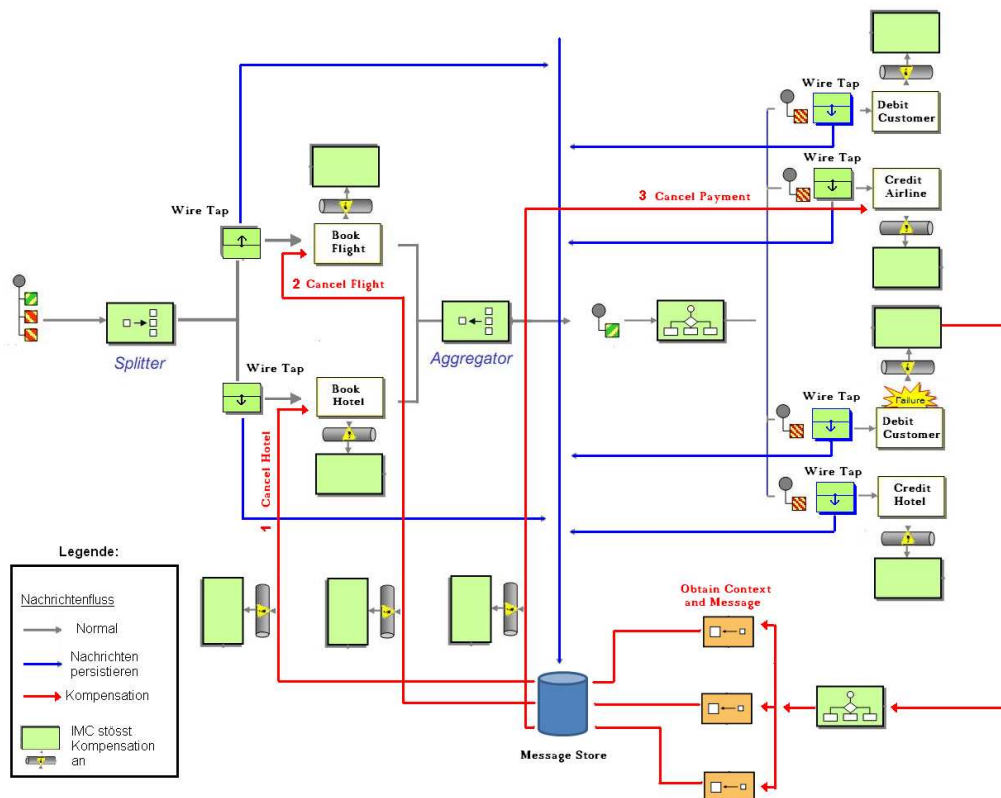 Wire Tap
Debit
Customer
Wire Tap
Credit
Airline
3 Cancel Payment
Wire Tap
Book
Flight
2 Cancel Flight
Splitter
Aggregator
Wire Tap
Book
Hotel
1 Cancel Hotel
Failure
Wire Tap
Debit
Customer
Wire Tap
Credit
Hotel
Legende:
Nachrichtenfluss
Normal
Nachrichten
persistieren
Kompensation
IMC stösst
Kompensation
an
Obtain Context
and Message
Message Store